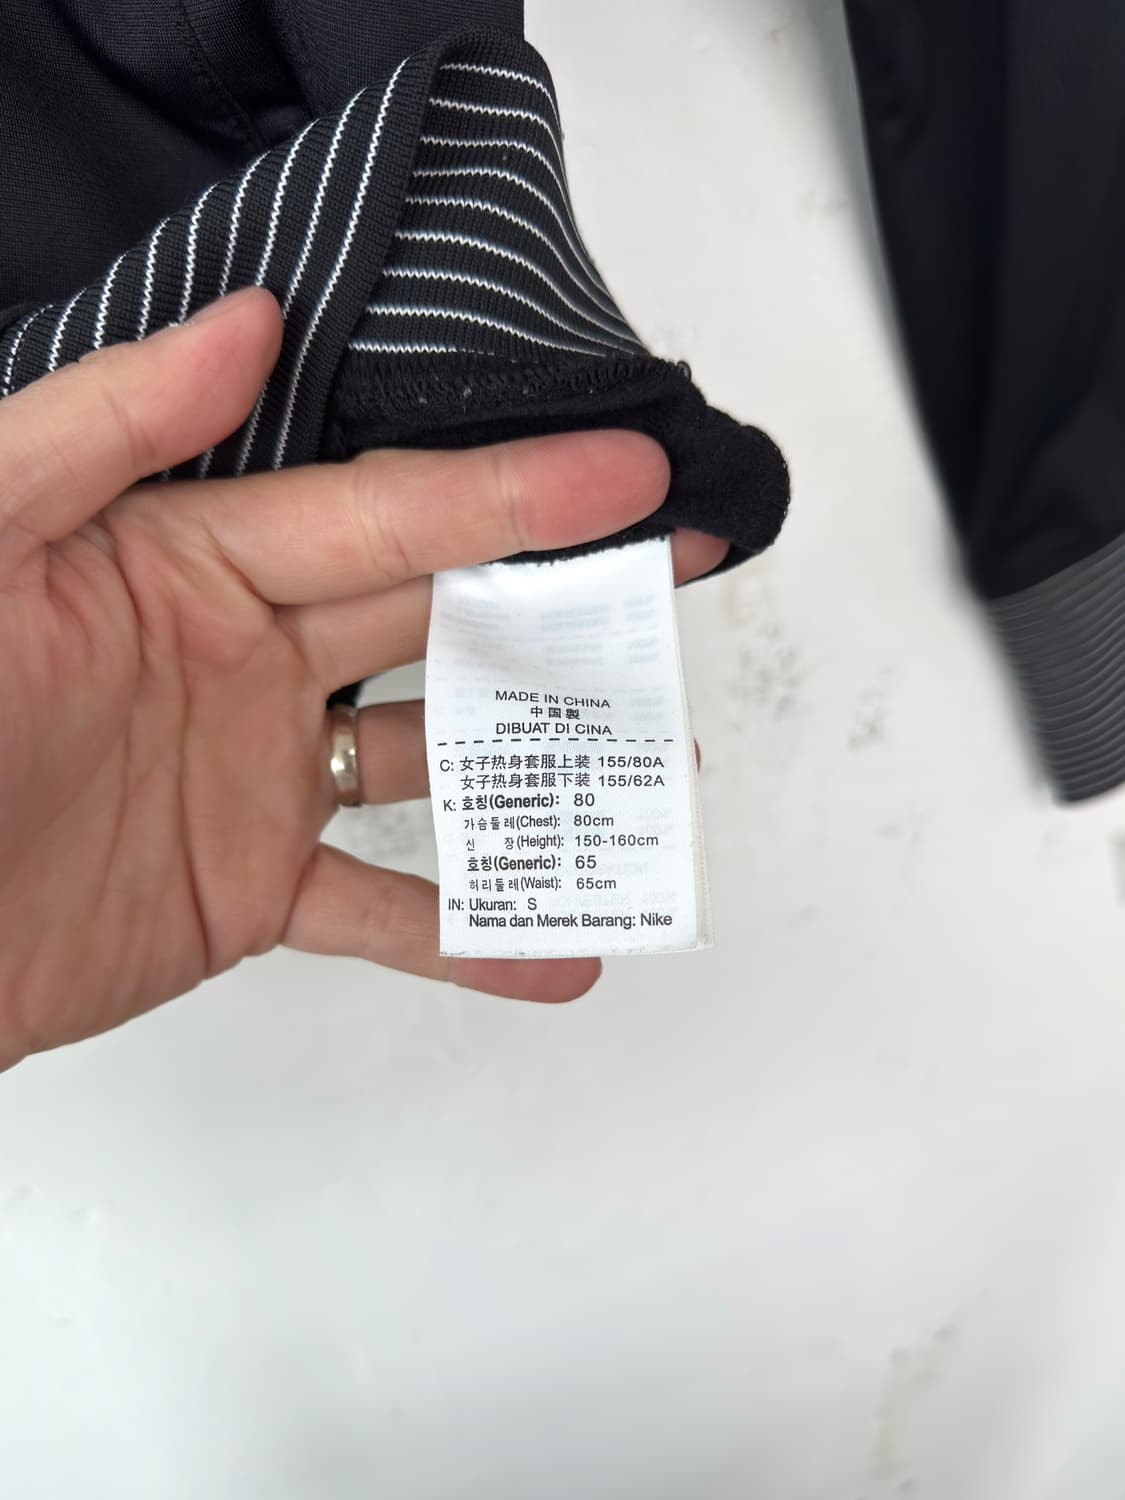 MADE IN CHINA
中国製
DIBUAT DI CINA
C: 女子热身套服上装 155/80A
女子热身套服下装 155/62A
K: 호칭(Generic): 80
가슴둘레(Chest): 80cm
신 장(Height): 150-160cm
호칭(Generic): 65
허리둘레(Waist): 65cm
IN: Ukuran: S
Nama dan Merek Barang: Nike